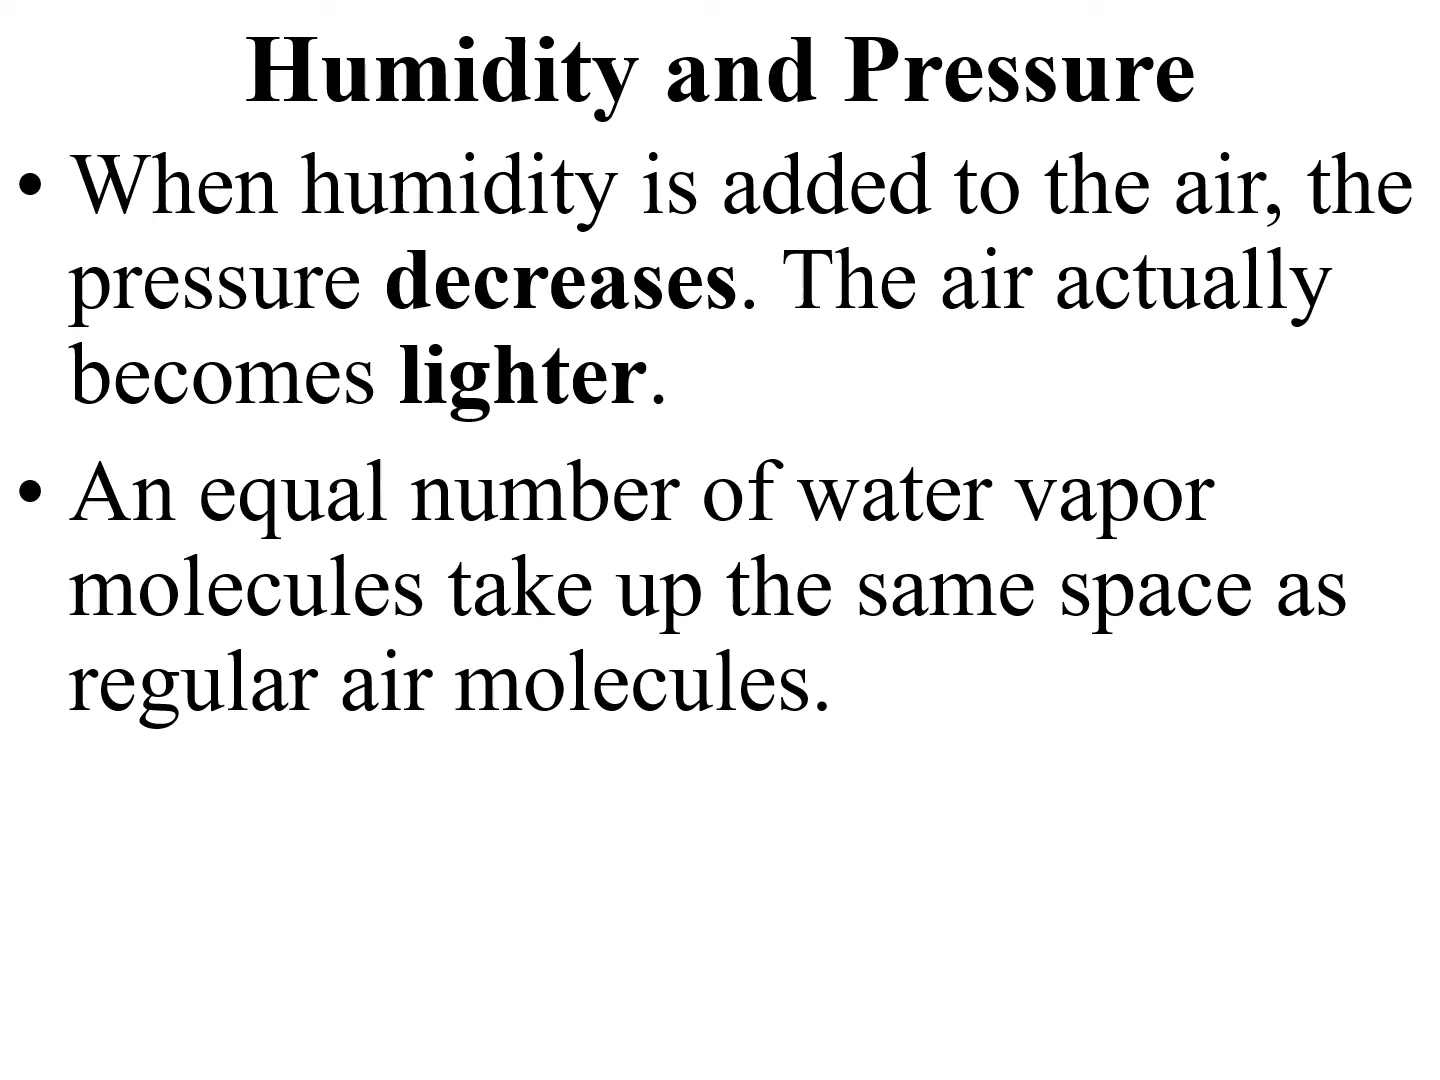 Humidity and Pressure
• When humidity is added to the air, the
pressure decreases. The air actually
becomes lighter.
• An equal number of water vapor
molecules take up the same space as
regular air molecules.